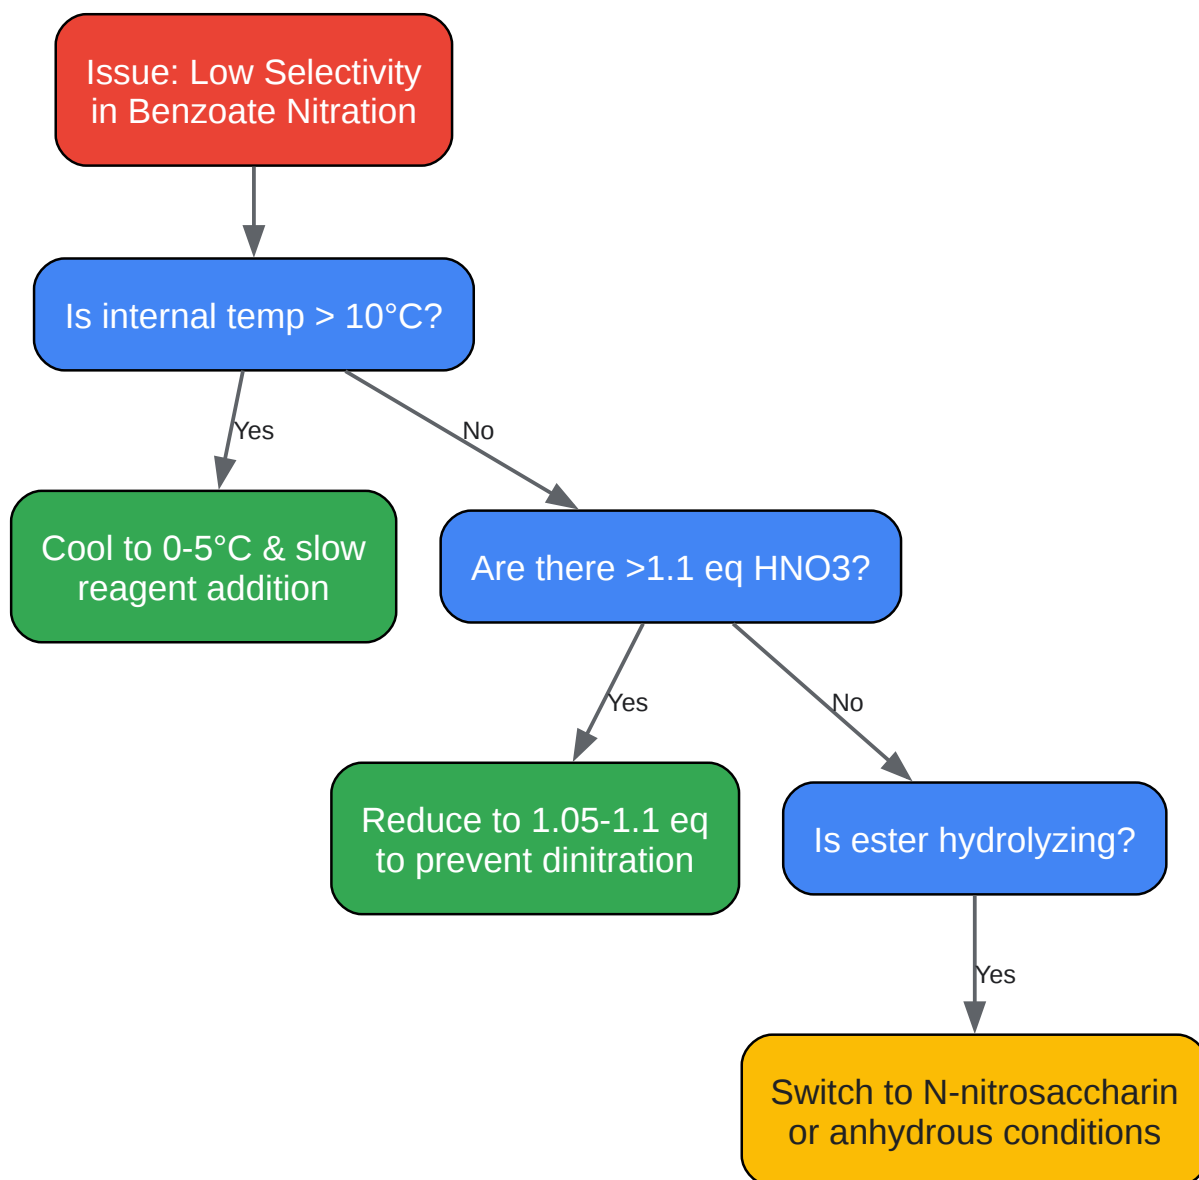 Issue: Low Selectivity
in Benzoate Nitration
Is internal temp > 10°C?
Yes
No
Cool to 0-5°C & slow
reagent addition
Are there >1.1 eq HNO3?
Yes
No
Reduce to 1.05-1.1 eq
to prevent dinitration
Is ester hydrolyzing?
Yes
Switch to N-nitrosaccharin
or anhydrous conditions